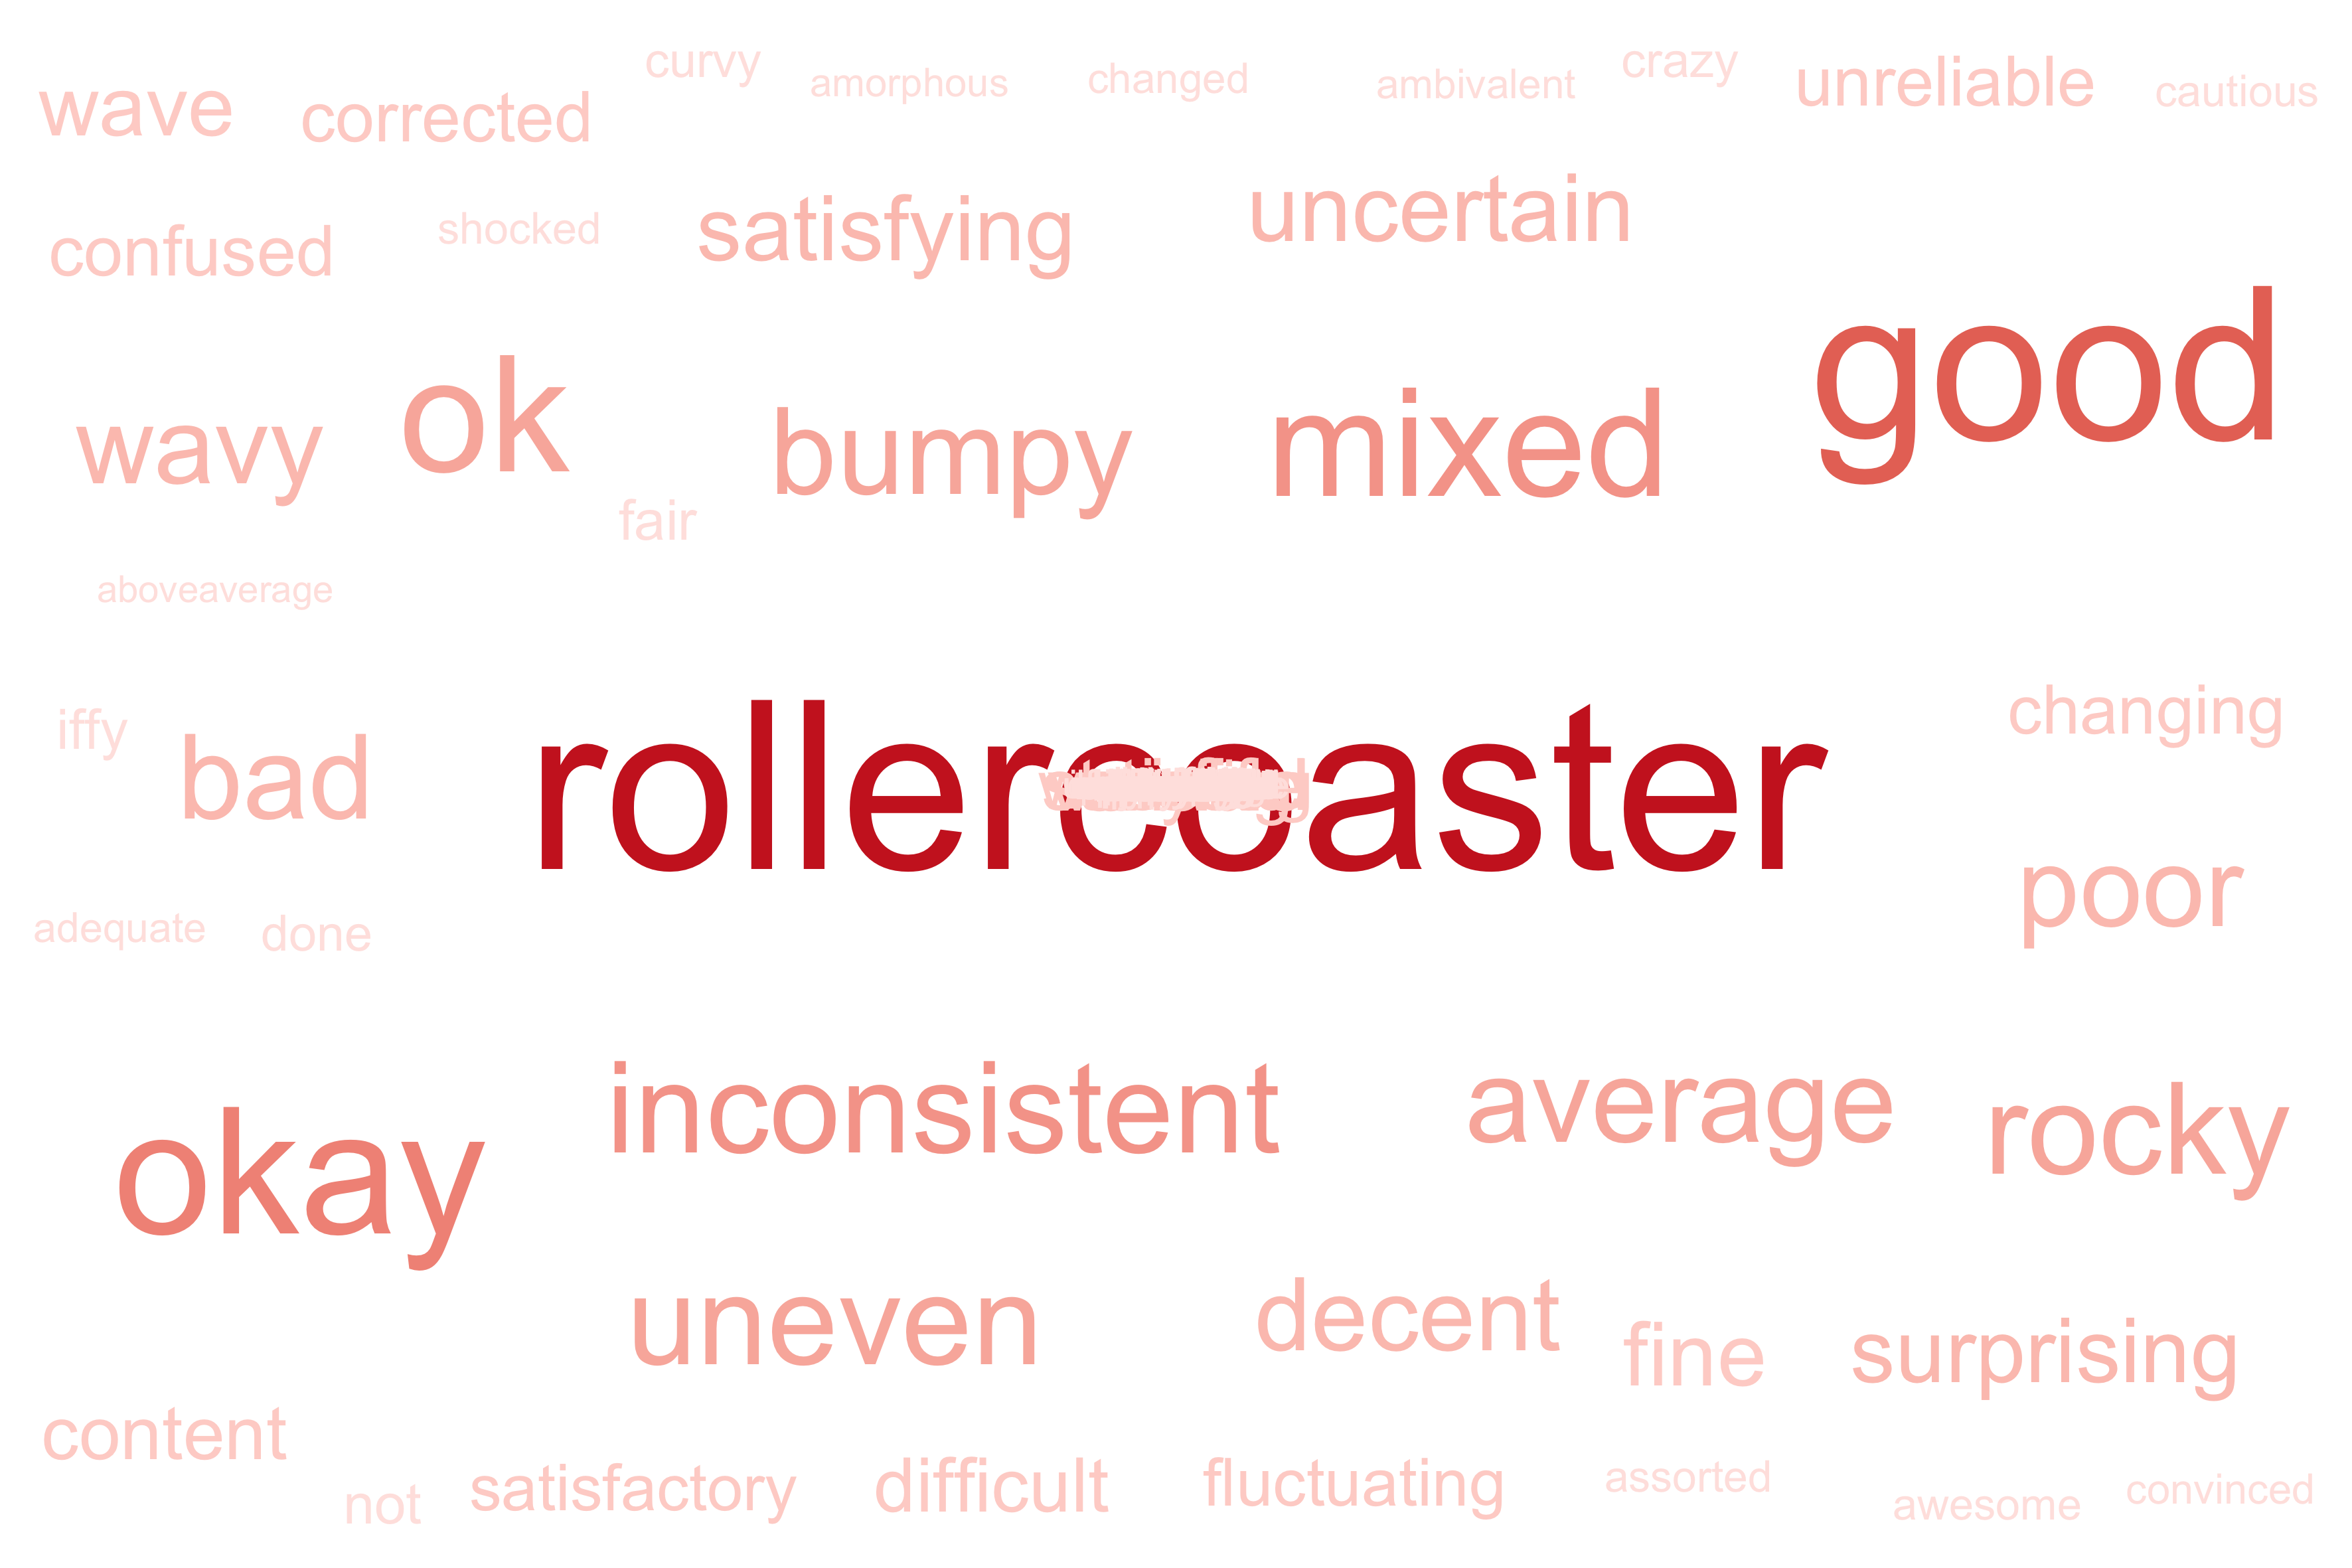 curvy amorphous changed ambivalent crazy
wave corrected unreliable cautious
confused shocked satisfying uncertain
wavy ok bumpy mixed good
fair
aboveaverage
iffy bad rollercoaster changing
poor
adequate done
okay inconsistent average rocky
uneven decent fine surprising
content not satisfactory difficult fluctuating assorted awesome convinced